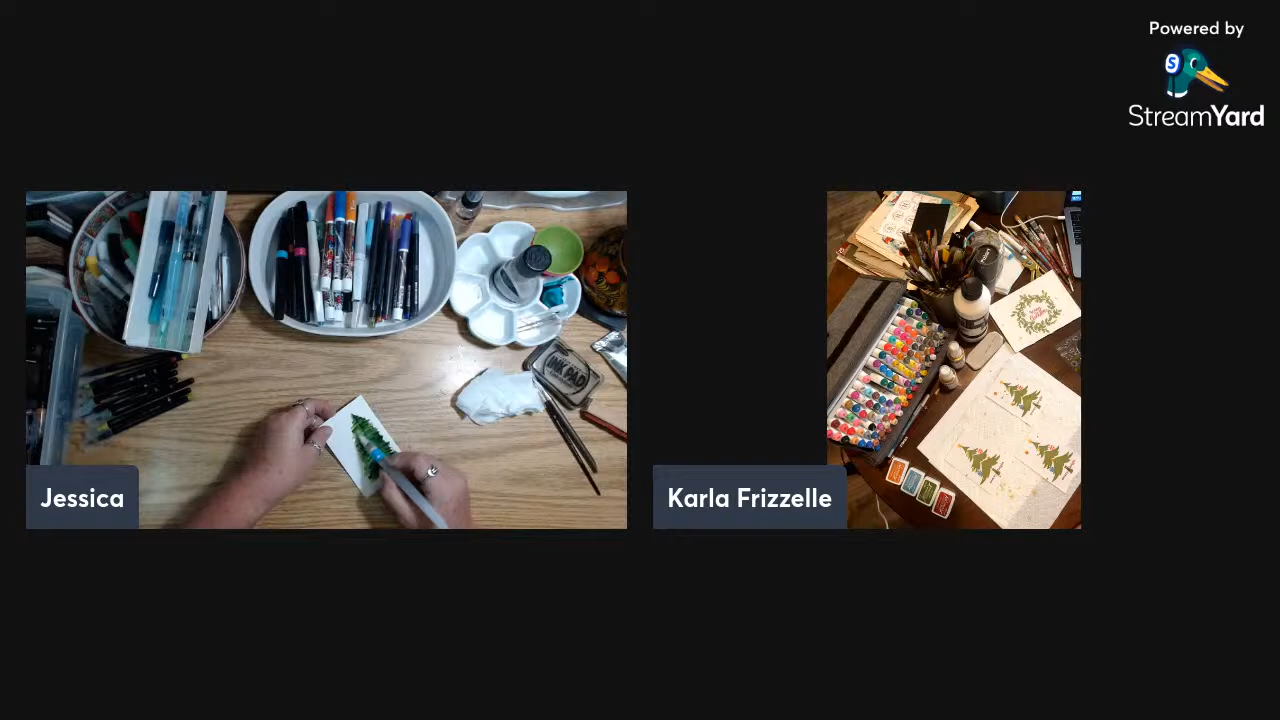 Powered by
S
StreamYard
INK PAD
Jessica
Karla Frizzelle